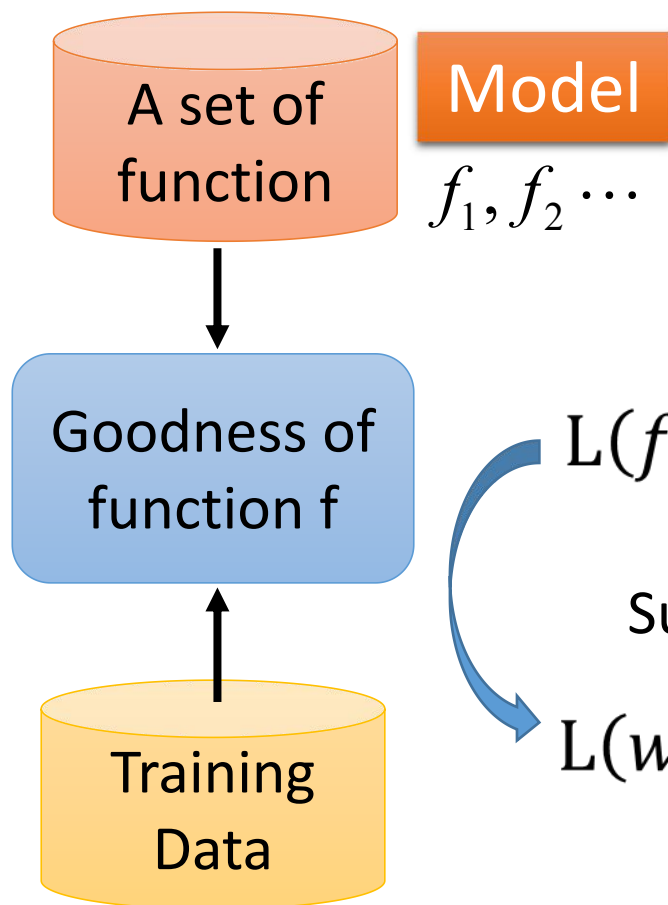 A set of
function
Model
f₁, f₂ ⋯
Goodness of
function f
L(f
Su
L(w
Training
Data